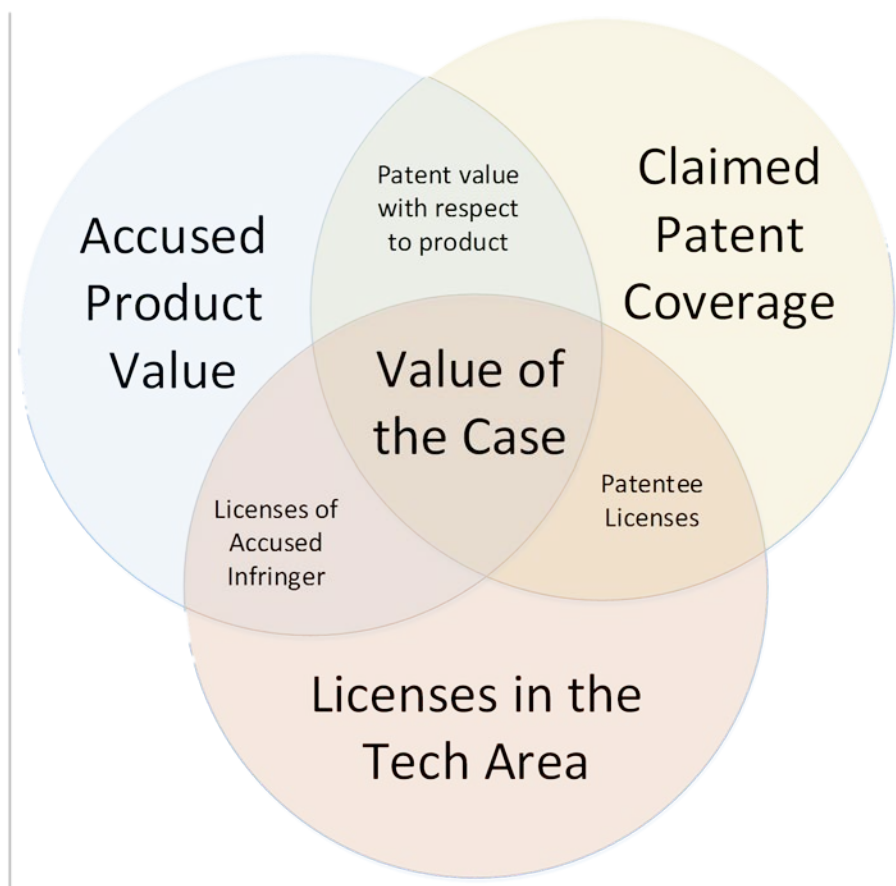 Patent value
with respect
to product
Claimed
Patent
Coverage
Accused
Product
Value
Value of
the Case
Licenses of
Accused
Infringer
Patentee
Licenses
Licenses in the
Tech Area